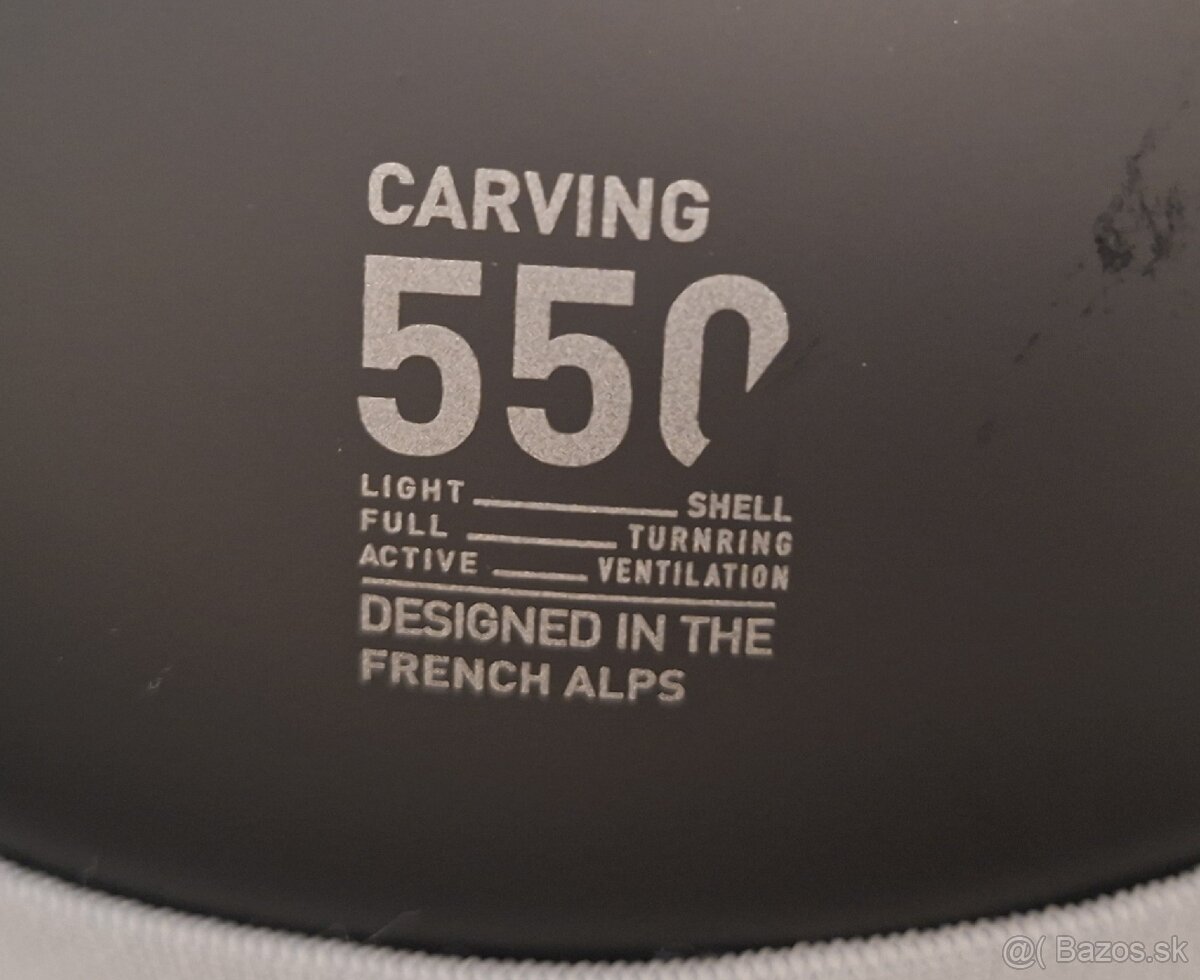 CARVING
550
LIGHT SHELL
FULL TURNRING
ACTIVE VENTILATION
DESIGNED IN THE
FRENCH ALPS
@( Bazos.sk